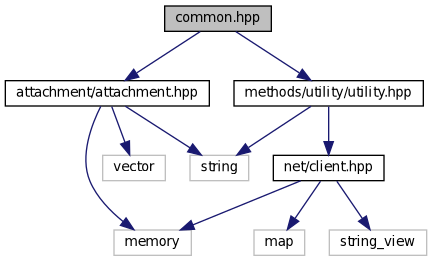 common.hpp
attachment/attachment.hpp
methods/utility/utility.hpp
vector
string
net/client.hpp
memory
map
string_view